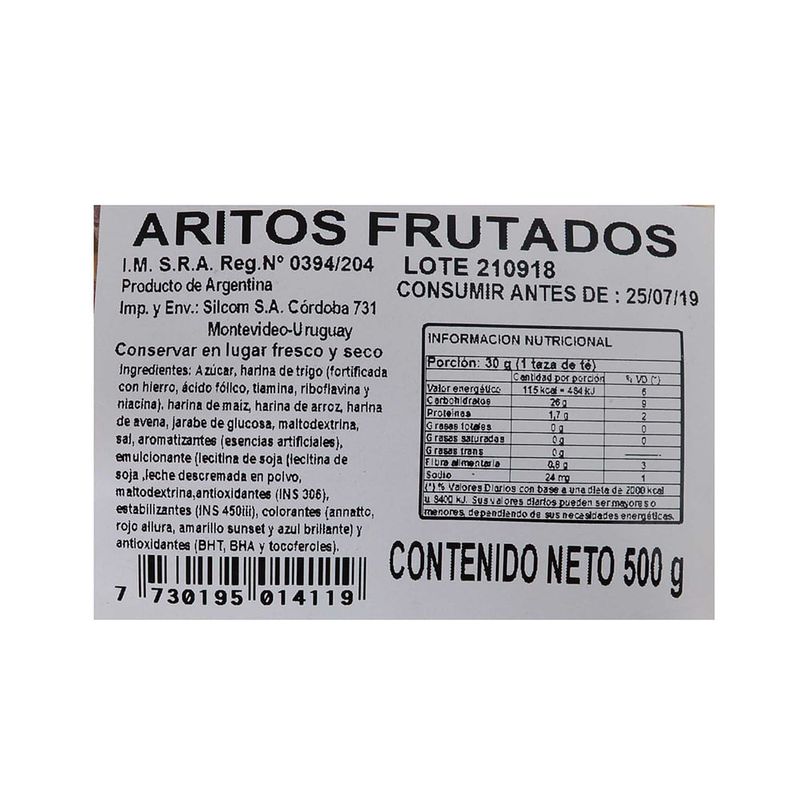 ARITOS FRUTADOS
I.M. S.R.A. Reg.N° 0394/204
LOTE 210918
Producto de Argentina
CONSUMIR ANTES DE : 25/07/19
Imp. y Env.: Silcom S.A. Córdoba 731
Montevideo-Uruguay
Conservar en lugar fresco y seco
Ingredientes: Azúcar, harina de trigo (fortificada
con hierro, ácido fólico, tiamina, riboflavina y
niacina), harina de maíz, harina de arroz, harina
de avena, jarabe de glucosa, maltodextrina,
sal, aromatizantes (esencias artificiales),
emulcionante (lecitina de soja (lecitina de
soja ,leche descremada en polvo,
maltodextrina,antioxidantes (INS 306),
estabilizantes (INS 450iii), colorantes (annatto,
rojo allura, amarillo sunset y azul brillante) y
antioxidantes (BHT, BHA y tocoferoles).
INFORMACION NUTRICIONAL
Porción: 30 g (1 taza de té)
Cantidad por porción % VD (*)
Valor energético 115 kcal = 484 kJ 6
Carbohidratos 26 g 9
Proteinas 1,7 g 2
Grasas totales 0 g 0
Grasas saturadas 0 g 0
Grasas trans 0 g
Fibra alimentaria 0,8 g 3
Sodio 24 mg 1
(*) % Valores Diarios con base a una dieta de 2000 kcal
u 8400 kJ. Sus valores diarios pueden ser mayores o
menores dependiendo de sus necesidades energéticas.
CONTENIDO NETO 500 g
7 730195 014119